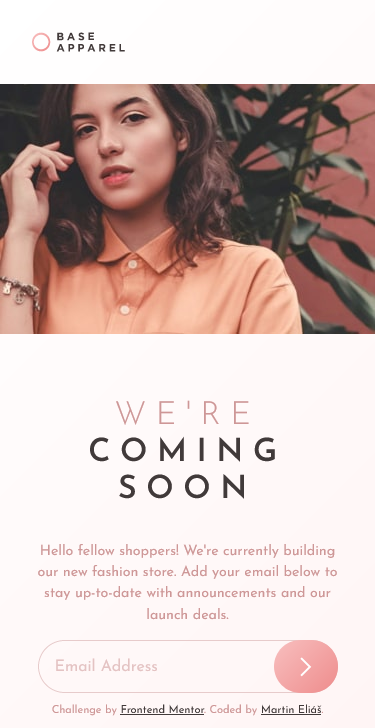 BASE
APPAREL
WE'RE
COMING
SOON
Hello fellow shoppers! We're currently building
our new fashion store. Add your email below to
stay up-to-date with announcements and our
launch deals.
Email Address
Challenge by Frontend Mentor. Coded by Martin Eliáš.